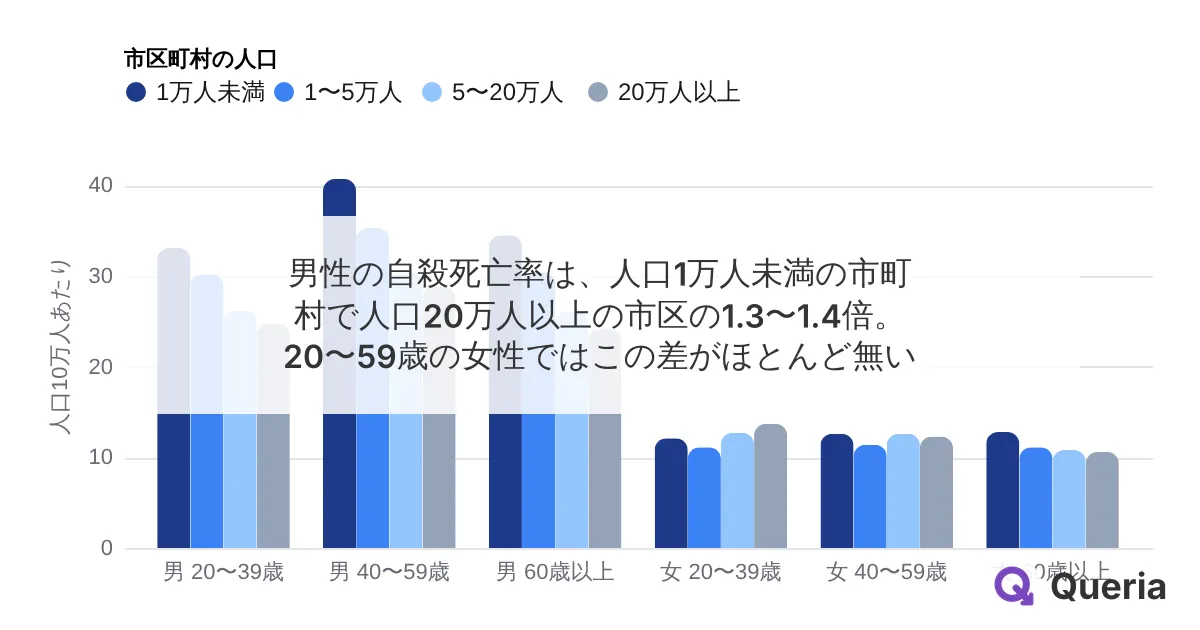 市区町村の人口
1万人未満 1〜5万人 5〜20万人 20万人以上
人口10万人あたり
40
30
20
10
0
男性の自殺死亡率は、人口1万人未満の市町
村で人口20万人以上の市区の1.3〜1.4倍。
20〜59歳の女性ではこの差がほとんど無い
男 20〜39歳 男 40〜59歳 男 60歳以上 女 20〜39歳 女 40〜59歳 0歳以上
Queria